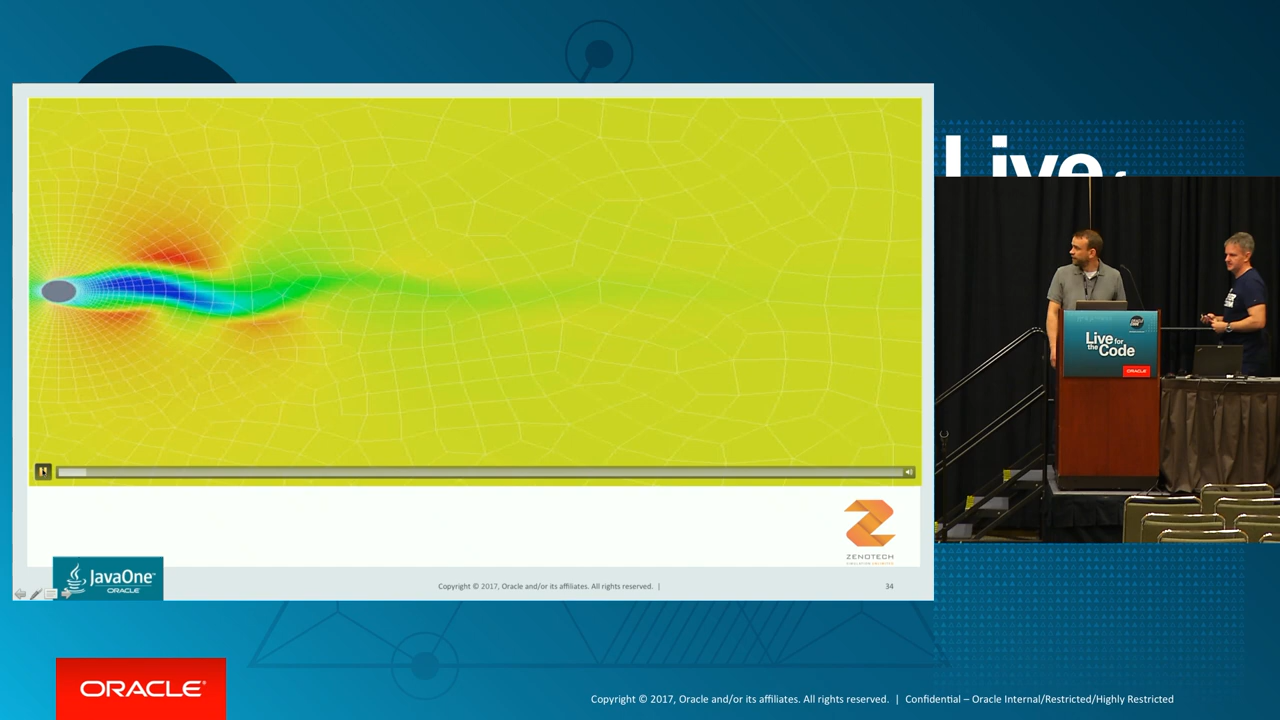 Live
ZENOTECH
JavaOne™
ORACLE
Copyright © 2017, Oracle and/or its affiliates. All rights reserved. |
34
Live for
the Code
ORACLE
ORACLE®
Copyright © 2017, Oracle and/or its affiliates. All rights reserved. | Confidential – Oracle Internal/Restricted/Highly Restricted